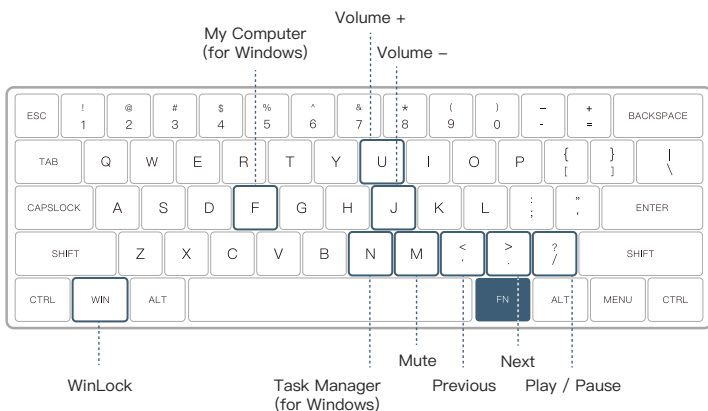 Volume +
My Computer
(for Windows)
Volume –
! @ # $ % ^ & * ( ) – +
ESC 1 2 3 4 5 6 7 8 9 0 - = BACKSPACE
TAB Q W E R T Y U I O P { [ } ] | \
CAPSLOCK A S D F G H J K L : ; " ' ENTER
SHIFT Z X C V B N M < , > . ? / SHIFT
CTRL WIN ALT FN ALT MENU CTRL
Mute Next
WinLock Task Manager Previous Play / Pause
(for Windows)